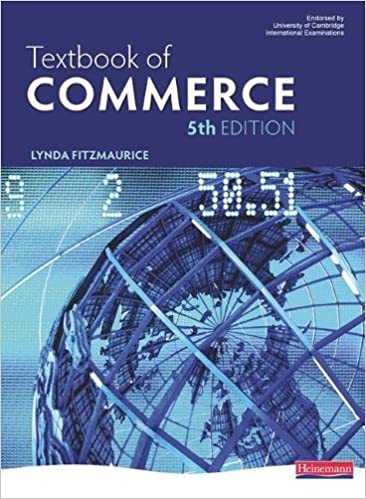 Endorsed by
University of Cambridge
International Examinations
Textbook of
COMMERCE
5th EDITION
LYNDA FITZMAURICE
9 2 50.51
Heinemann